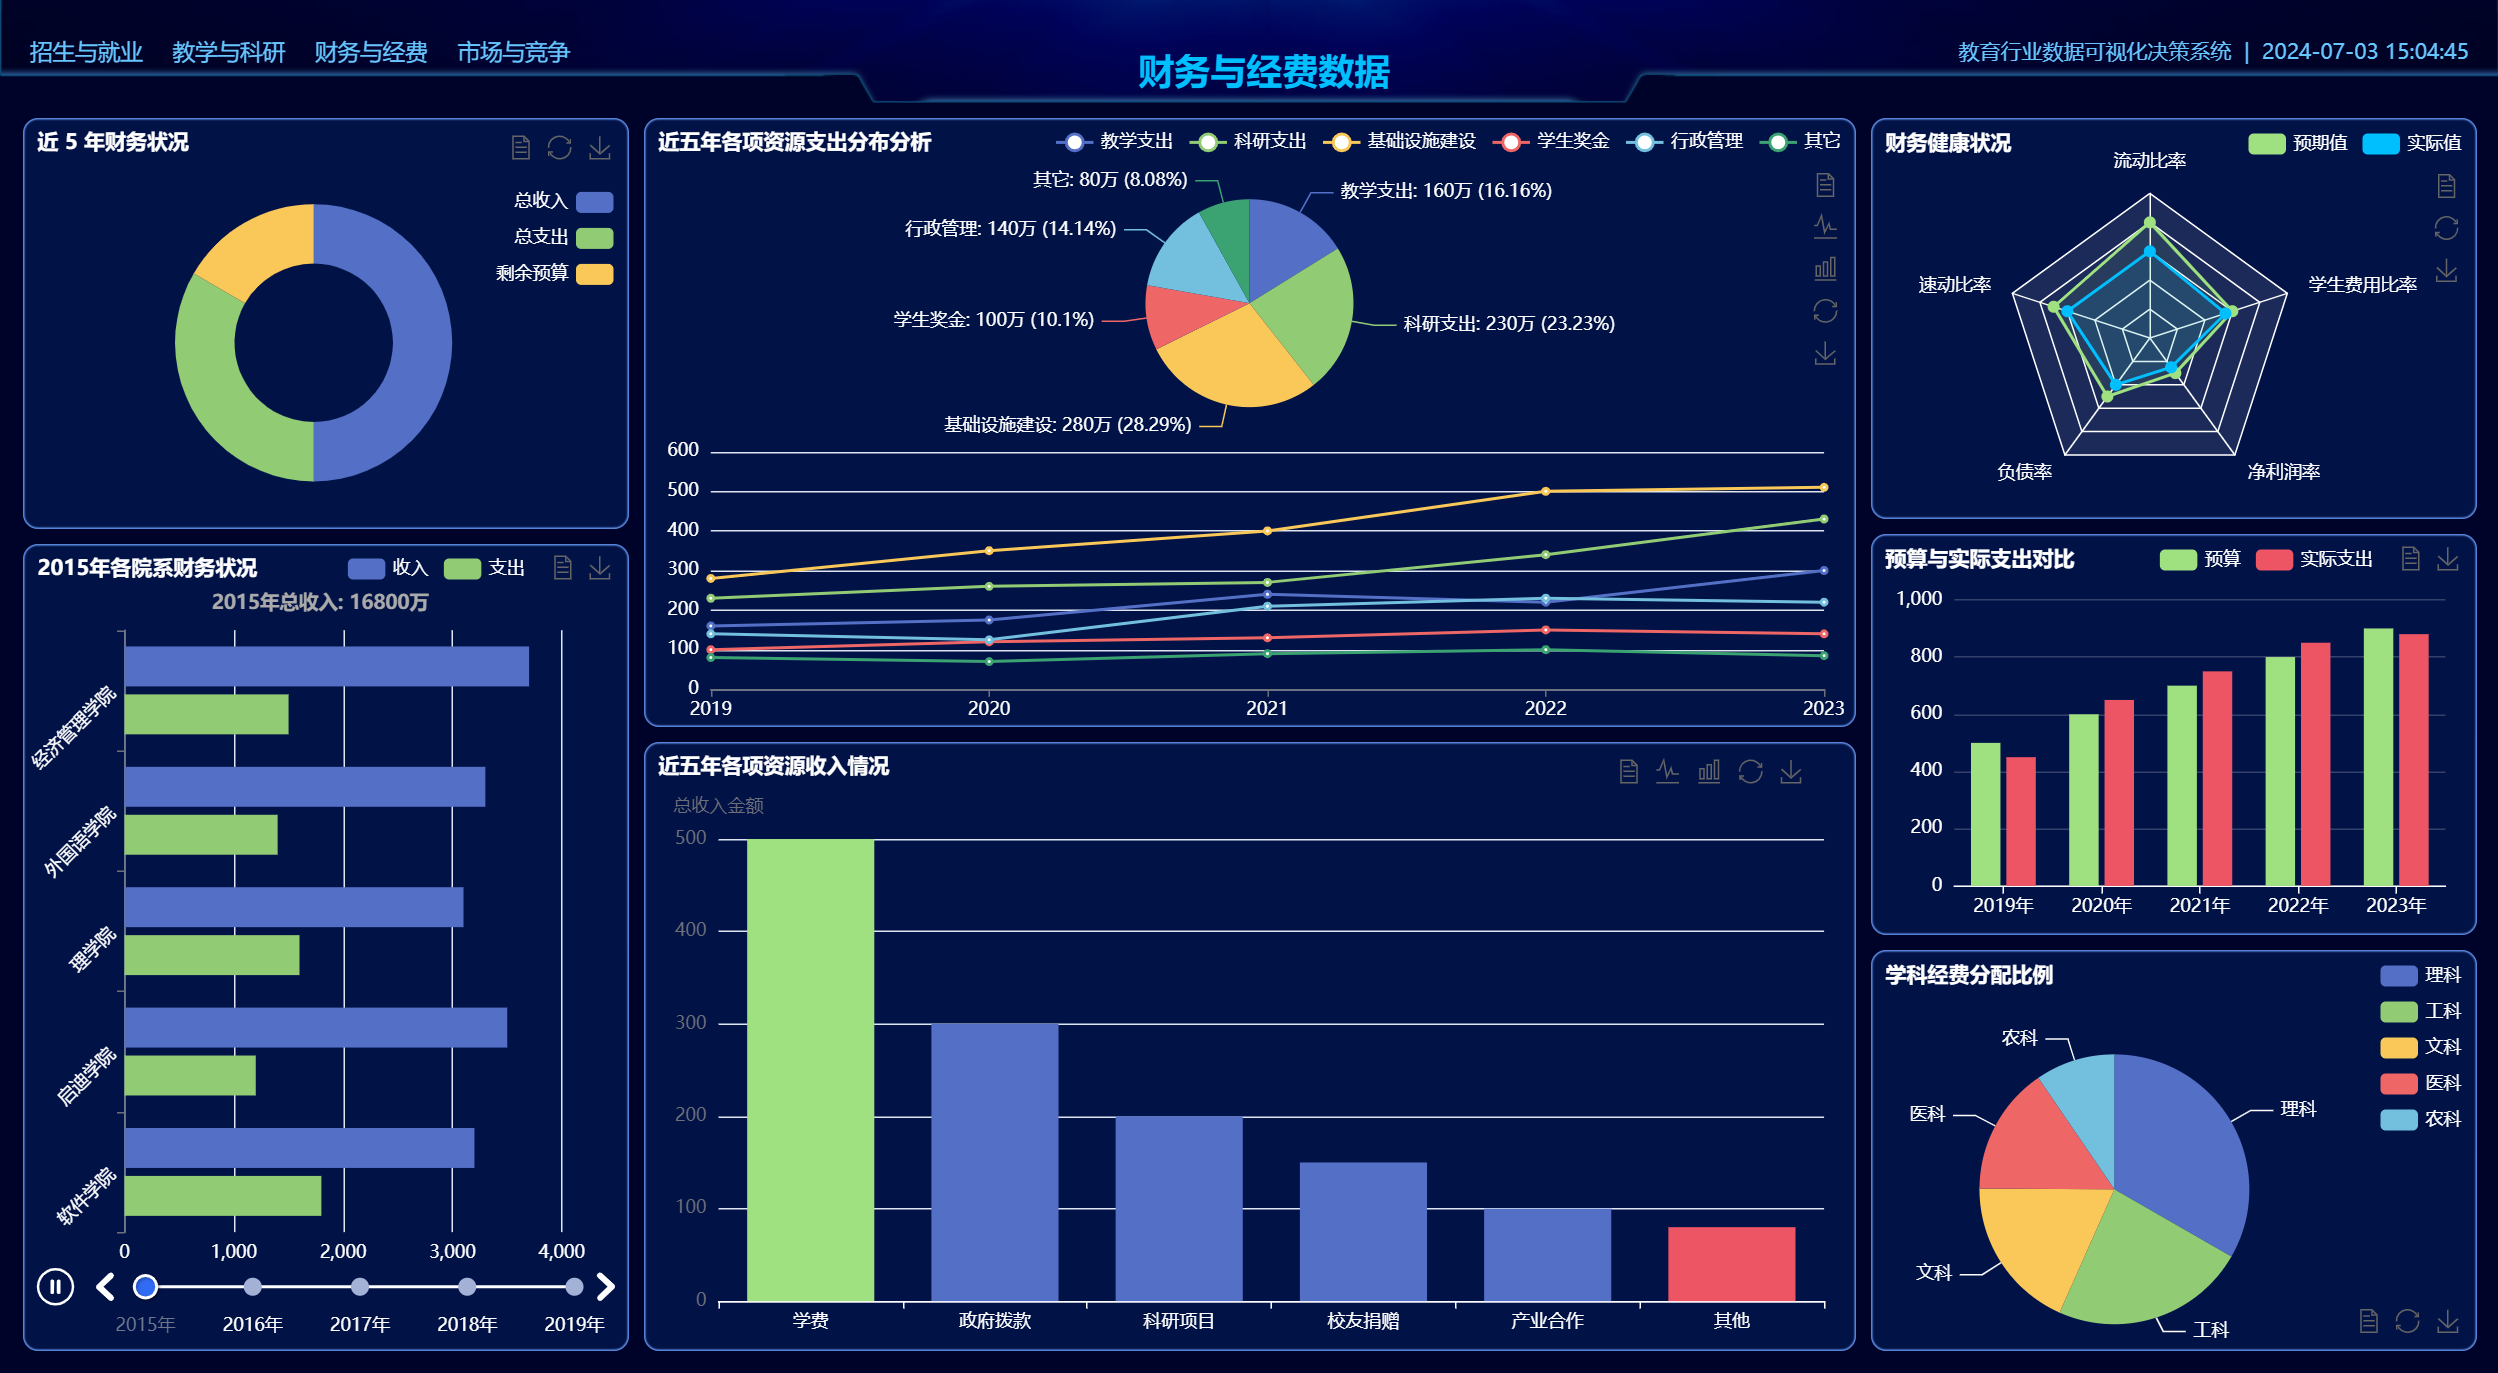 招生与就业 教学与科研 财务与经费 市场与竞争
财务与经费数据
教育行业数据可视化决策系统 | 2024-07-03 15:04:45
近 5 年财务状况
总收入
总支出
剩余预算
2015年各院系财务状况
收入 支出
2015年总收入: 16800万
经济管理学院
外国语学院
理学院
启迪学院
软件学院
0 1,000 2,000 3,000 4,000
2015年 2016年 2017年 2018年 2019年
近五年各项资源支出分布分析
教学支出 科研支出 基础设施建设 学生奖金 行政管理 其它
其它: 80万 (8.08%)
教学支出: 160万 (16.16%)
行政管理: 140万 (14.14%)
学生奖金: 100万 (10.1%)
科研支出: 230万 (23.23%)
基础设施建设: 280万 (28.29%)
600
500
400
300
200
100
0
2019 2020 2021 2022 2023
近五年各项资源收入情况
总收入金额
500
400
300
200
100
0
学费 政府拨款 科研项目 校友捐赠 产业合作 其他
财务健康状况
预期值 实际值
流动比率
速动比率
学生费用比率
负债率
净利润率
预算与实际支出对比
预算 实际支出
1,000
800
600
400
200
0
2019年 2020年 2021年 2022年 2023年
学科经费分配比例
理科
工科
文科
医科
农科
农科
医科
理科
文科
工科